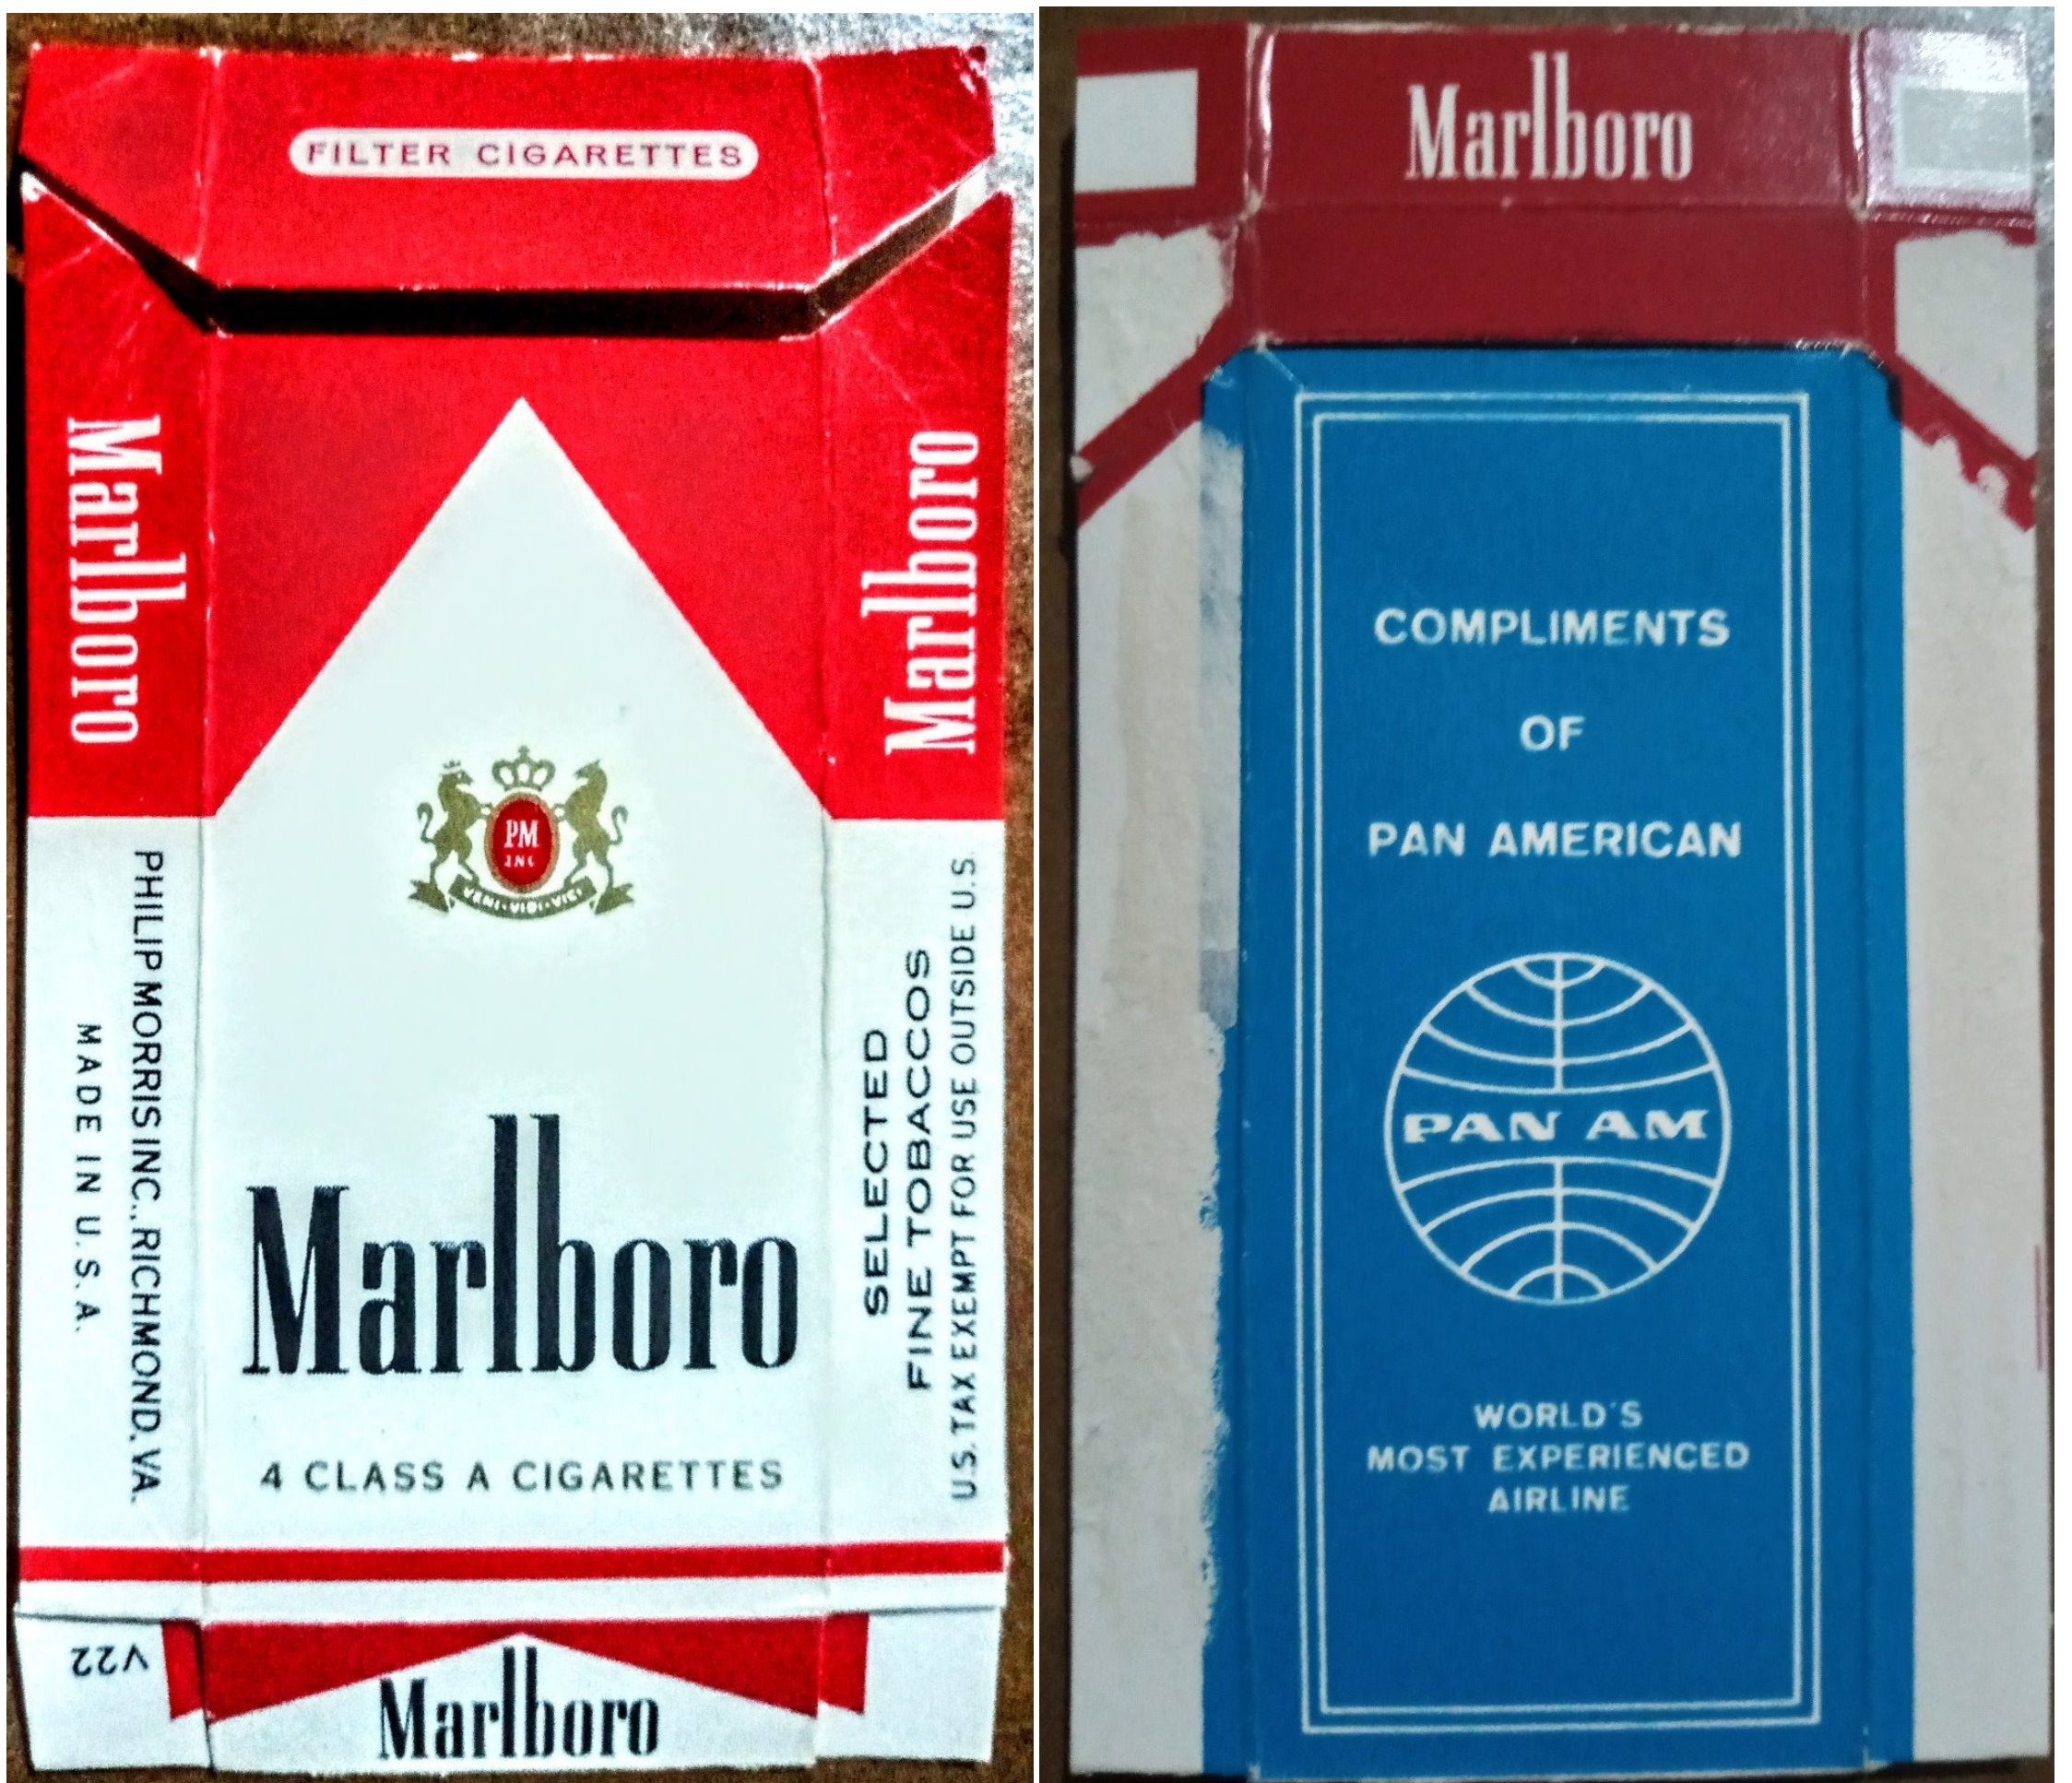 FILTER CIGARETTES
Marlboro
Marlboro
PM
INC
VENI·VIDI·VICI
PHILIP MORRIS INC., RICHMOND. VA.
MADE IN U.S.A.
SELECTED
FINE TOBACCOS
U.S. TAX EXEMPT FOR USE OUTSIDE U.S.
Marlboro
4 CLASS A CIGARETTES
V22
Marlboro
Marlboro
COMPLIMENTS
OF
PAN AMERICAN
PAN AM
WORLD'S
MOST EXPERIENCED
AIRLINE